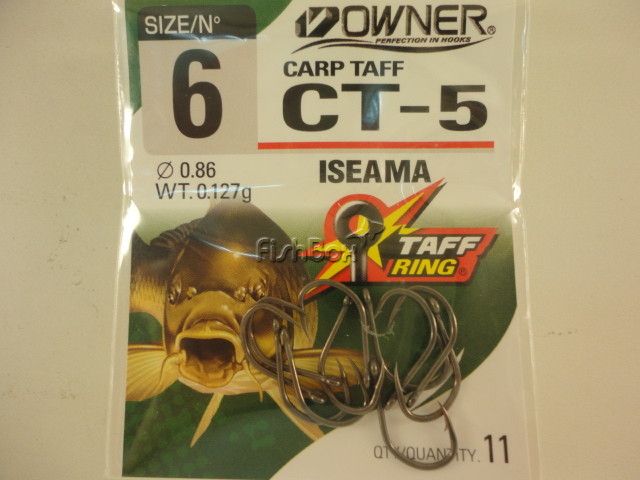 SIZE/N°
6
OWNER®
PERFECTION IN HOOKS
CARP TAFF
CT-5
Ø 0.86
WT. 0.127g
ISEAMA
TAFF
RING®
FishBox
QTY/QUANTITY. 11